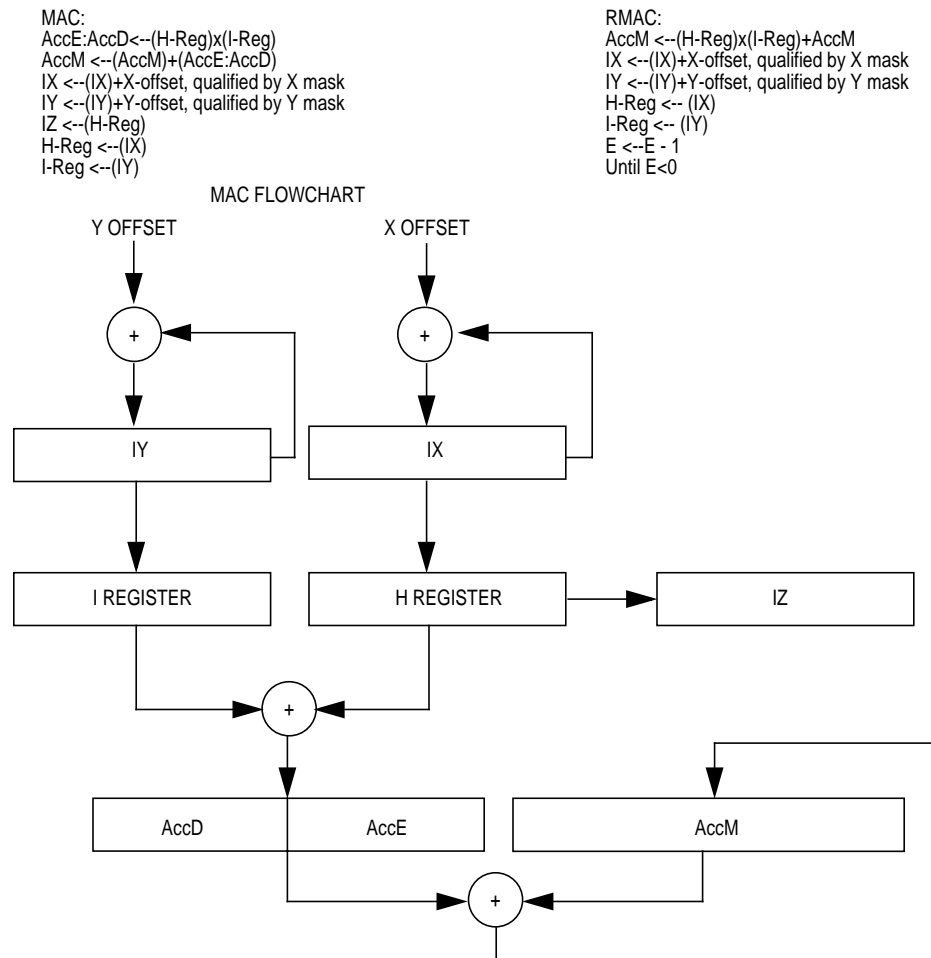 MAC:
AccE:AccD<--(H-Reg)x(I-Reg)
AccM <--(AccM)+(AccE:AccD)
IX <--(IX)+X-offset, qualified by X mask
IY <--(IY)+Y-offset, qualified by Y mask
IZ <--(H-Reg)
H-Reg <--(IX)
I-Reg <--(IY)
RMAC:
AccM <--(H-Reg)x(I-Reg)+AccM
IX <--(IX)+X-offset, qualified by X mask
IY <--(IY)+Y-offset, qualified by Y mask
H-Reg <-- (IX)
I-Reg <-- (IY)
E <--E - 1
Until E<0
MAC FLOWCHART
Y OFFSET
X OFFSET
+
+
IY
IX
I REGISTER
H REGISTER
IZ
+
AccD
AccE
AccM
+